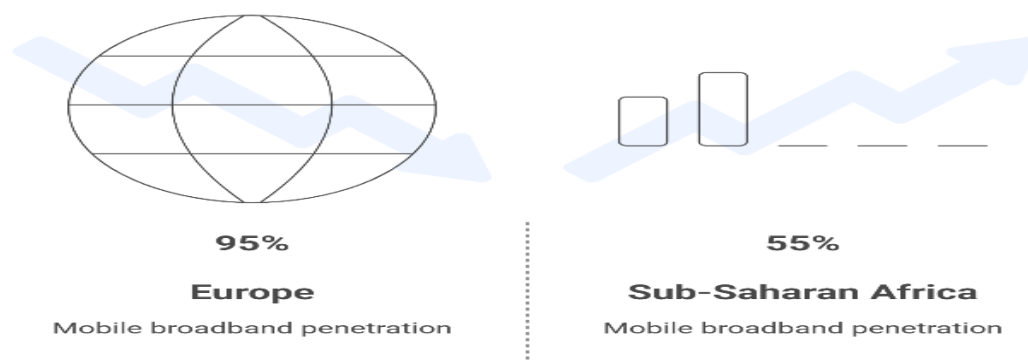 95%
Europe
Mobile broadband penetration
55%
Sub-Saharan Africa
Mobile broadband penetration